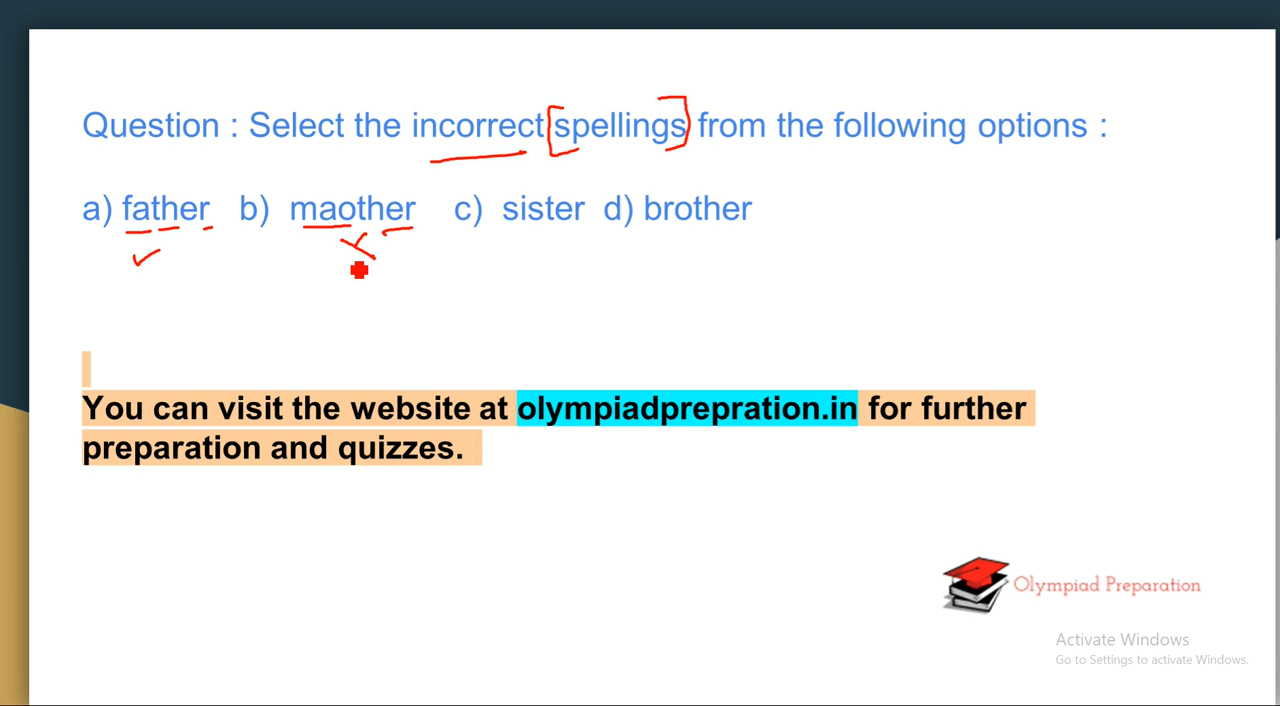 Question : Select the incorrect spellings from the following options :
a) father b) maother c) sister d) brother
You can visit the website at olympiadprepration.in for further
preparation and quizzes.
Olympiad Preparation
Activate Windows
Go to Settings to activate Windows.